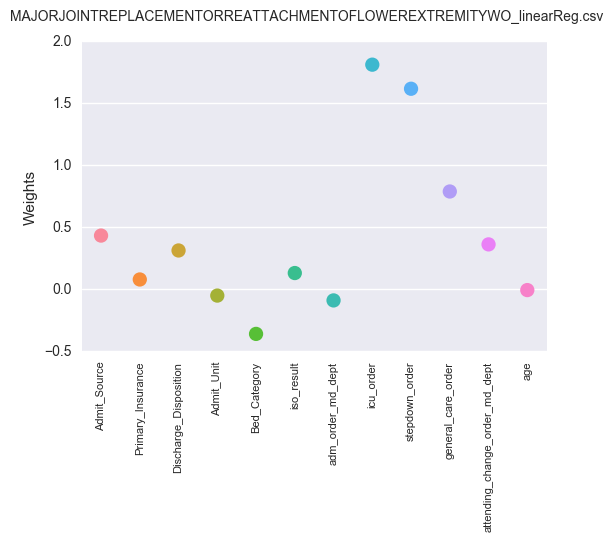 MAJORJOINTREPLACEMENTORREATTACHMENTOFLOWEREXTREMITYWO_linearReg.csv
2.0
1.5
1.0
0.5
0.0
−0.5
Weights
Admit_Source
Primary_Insurance
Discharge_Disposition
Admit_Unit
Bed_Category
iso_result
adm_order_md_dept
icu_order
stepdown_order
general_care_order
attending_change_order_md_dept
age